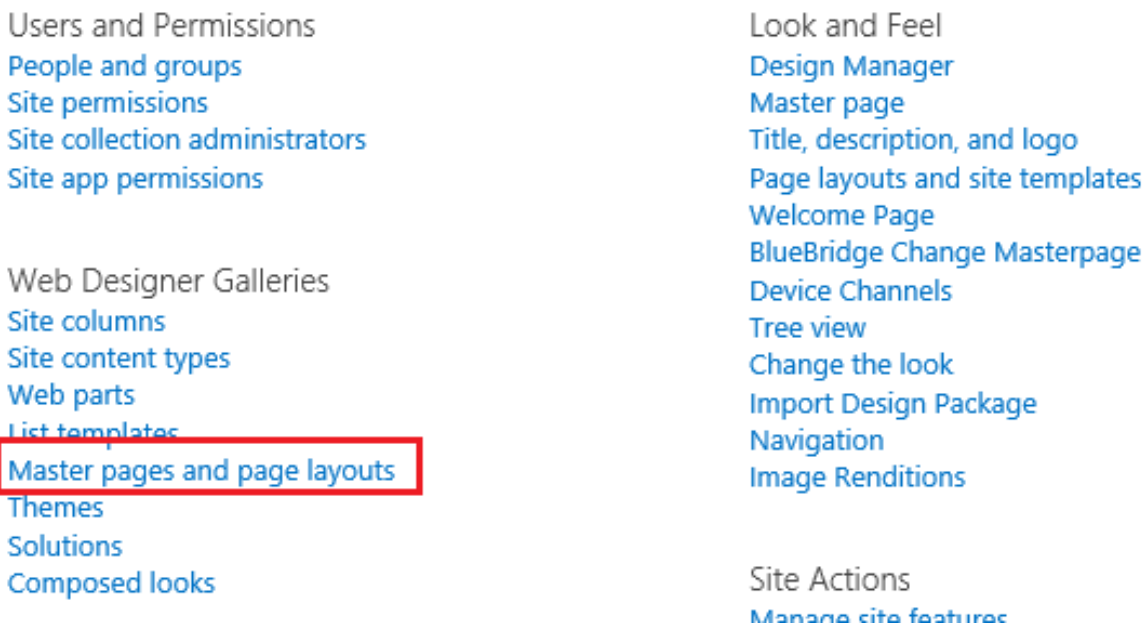 Users and Permissions
People and groups
Site permissions
Site collection administrators
Site app permissions
Web Designer Galleries
Site columns
Site content types
Web parts
List templates
Master pages and page layouts
Themes
Solutions
Composed looks
Look and Feel
Design Manager
Master page
Title, description, and logo
Page layouts and site templates
Welcome Page
BlueBridge Change Masterpage
Device Channels
Tree view
Change the look
Import Design Package
Navigation
Image Renditions
Site Actions
Manage site features